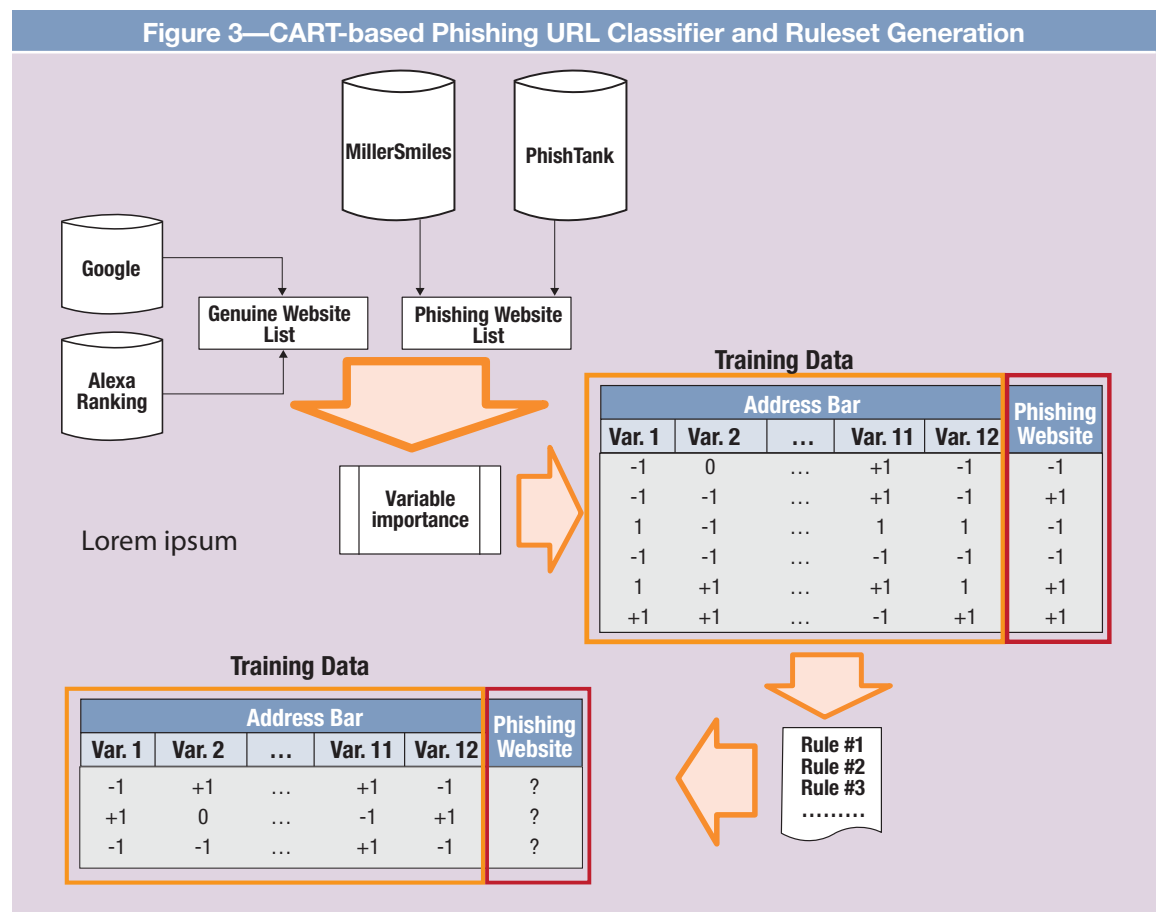 Figure 3—CART-based Phishing URL Classifier and Ruleset Generation
MillerSmiles
PhishTank
Google
Genuine Website
List
Phishing Website
List
Alexa
Ranking
Variable
importance
Lorem ipsum
Training Data
Address Bar
Phishing
Website
Var. 1 Var. 2 ... Var. 11 Var. 12
-1 0 ... +1 -1 -1
-1 -1 ... +1 -1 +1
1 -1 ... 1 1 -1
-1 -1 ... -1 -1 -1
1 +1 ... +1 1 +1
+1 +1 ... -1 +1 +1
Rule #1
Rule #2
Rule #3
.........
Training Data
Address Bar
Phishing
Website
Var. 1 Var. 2 ... Var. 11 Var. 12
-1 +1 ... +1 -1 ?
+1 0 ... -1 +1 ?
-1 -1 ... +1 -1 ?